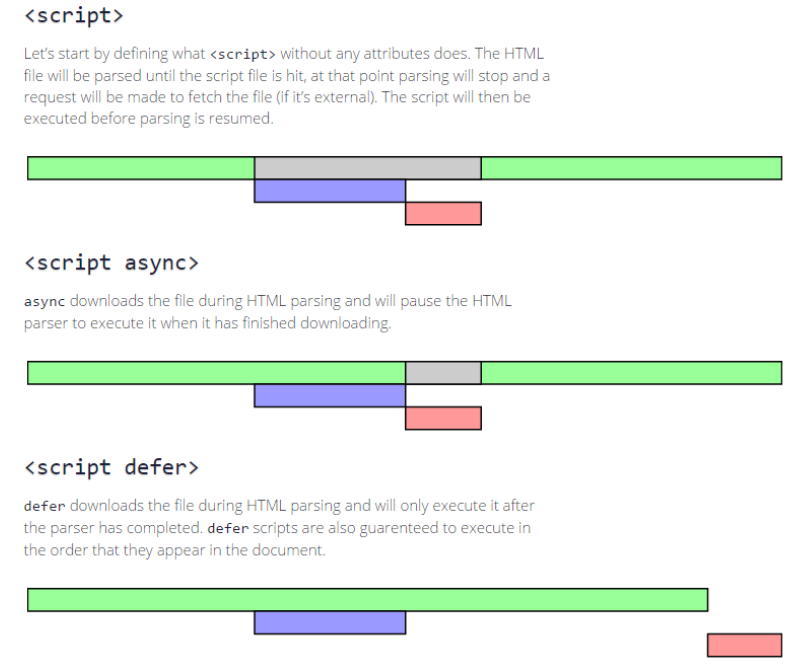 <script>
Let's start by defining what <script> without any attributes does. The HTML
file will be parsed until the script file is hit, at that point parsing will stop and a
request will be made to fetch the file (if it's external). The script will then be
executed before parsing is resumed.
<script async>
async downloads the file during HTML parsing and will pause the HTML
parser to execute it when it has finished downloading.
<script defer>
defer downloads the file during HTML parsing and will only execute it after
the parser has completed. defer scripts are also guarenteed to execute in
the order that they appear in the document.